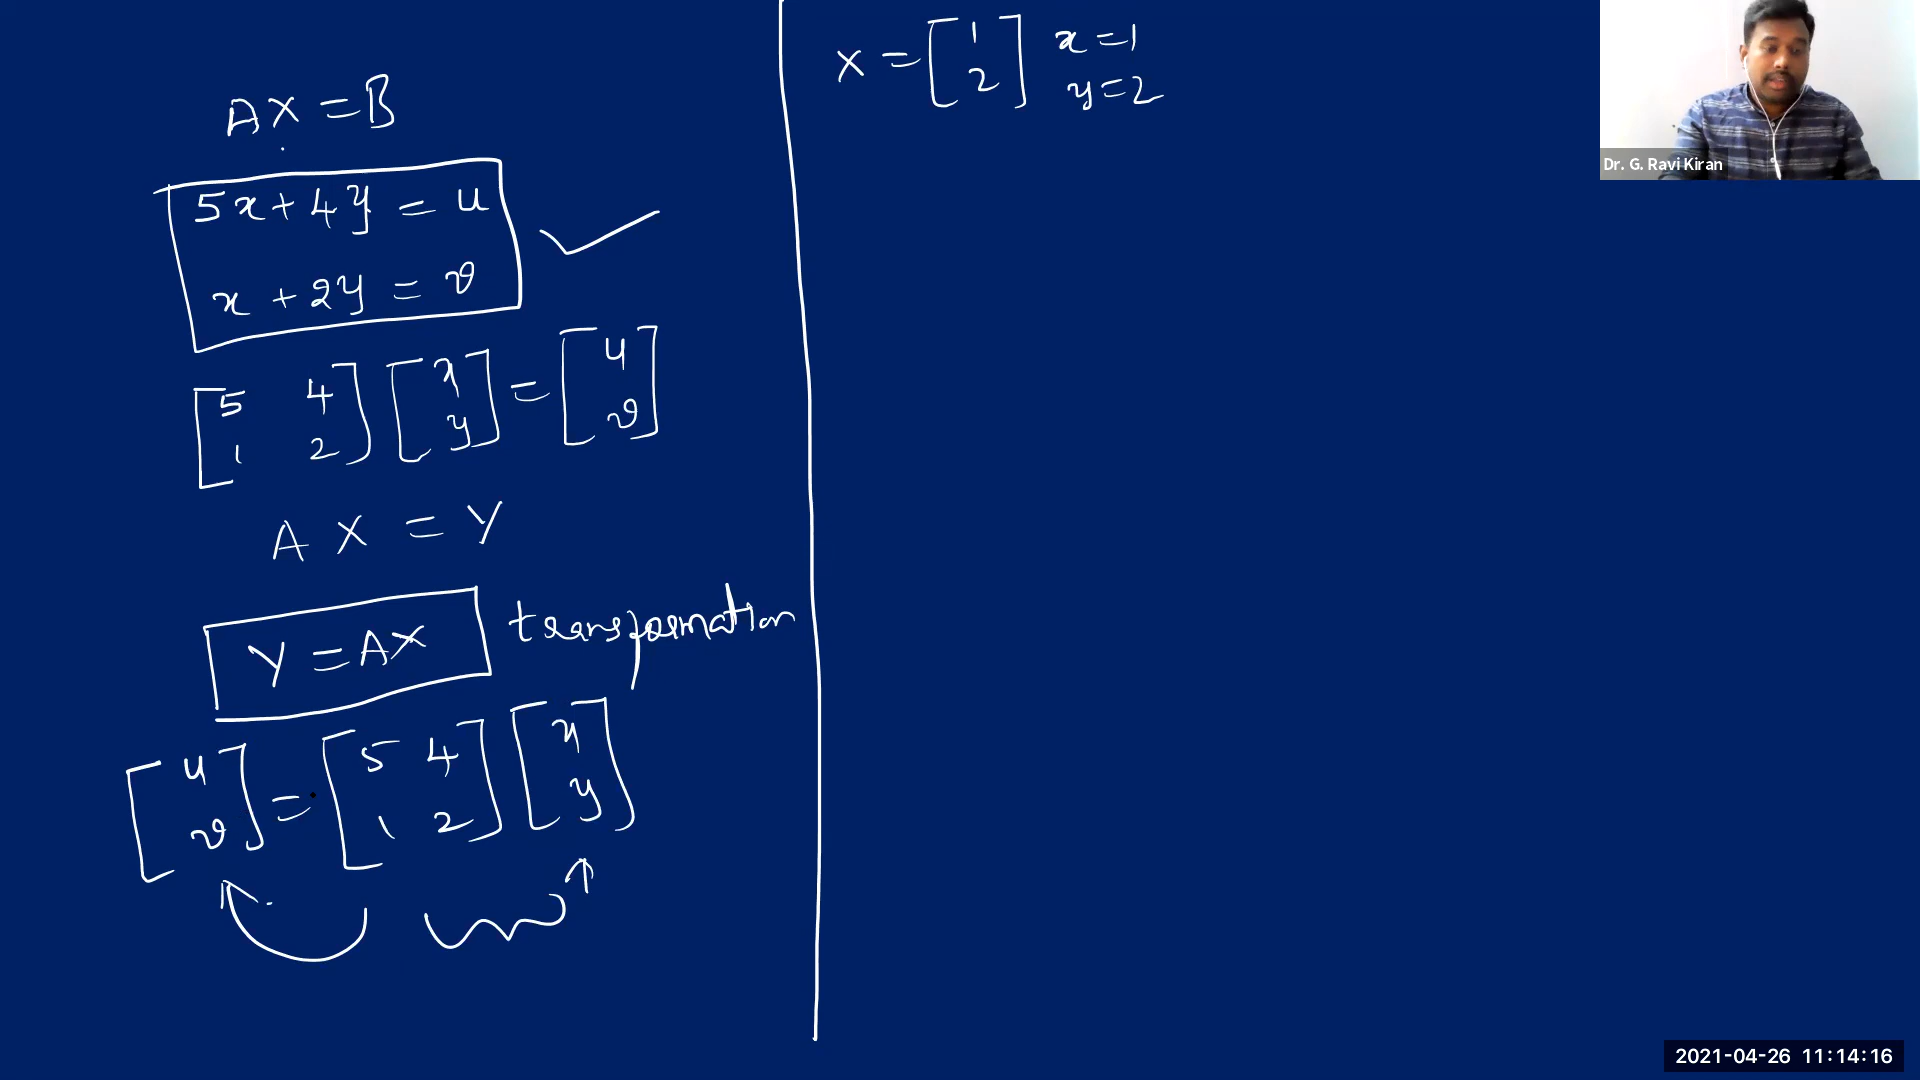 AX = B
5x + 4y = u
x + 2y = v
[5 4
1 2] [x
y] = [u
v]
A X = Y
Y = AX transformation
[u
v] = [5 4
1 2] [x
y]
X = [1
2] x = 1
y = 2
Dr. G. Ravi Kiran
2021-04-26 11:14:16